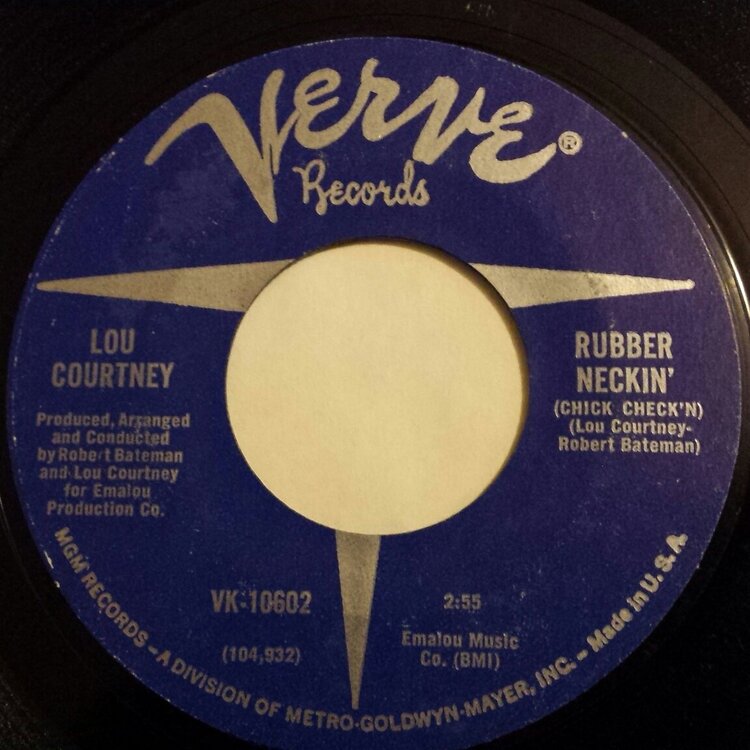 Verve®
Records
LOU
COURTNEY
Produced, Arranged
and Conducted
by Robert Bateman
and Lou Courtney
for Emalou
Production Co.
RUBBER
NECKIN'
(CHICK CHECK'N)
(Lou Courtney-
Robert Bateman)
VK-10602
(104,932)
2:55
Emalou Music
Co. (BMI)
MGM RECORDS – A DIVISION OF METRO-GOLDWYN-MAYER, INC. – Made in U.S.A.